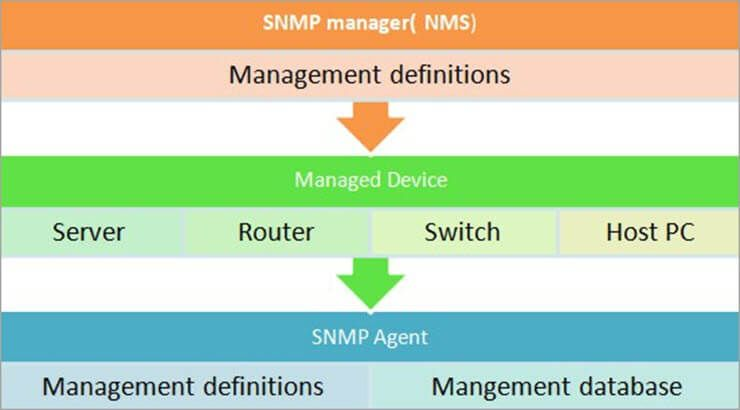 SNMP manager( NMS)
Management definitions
Managed Device
Server Router Switch Host PC
SNMP Agent
Management definitions Mangement database